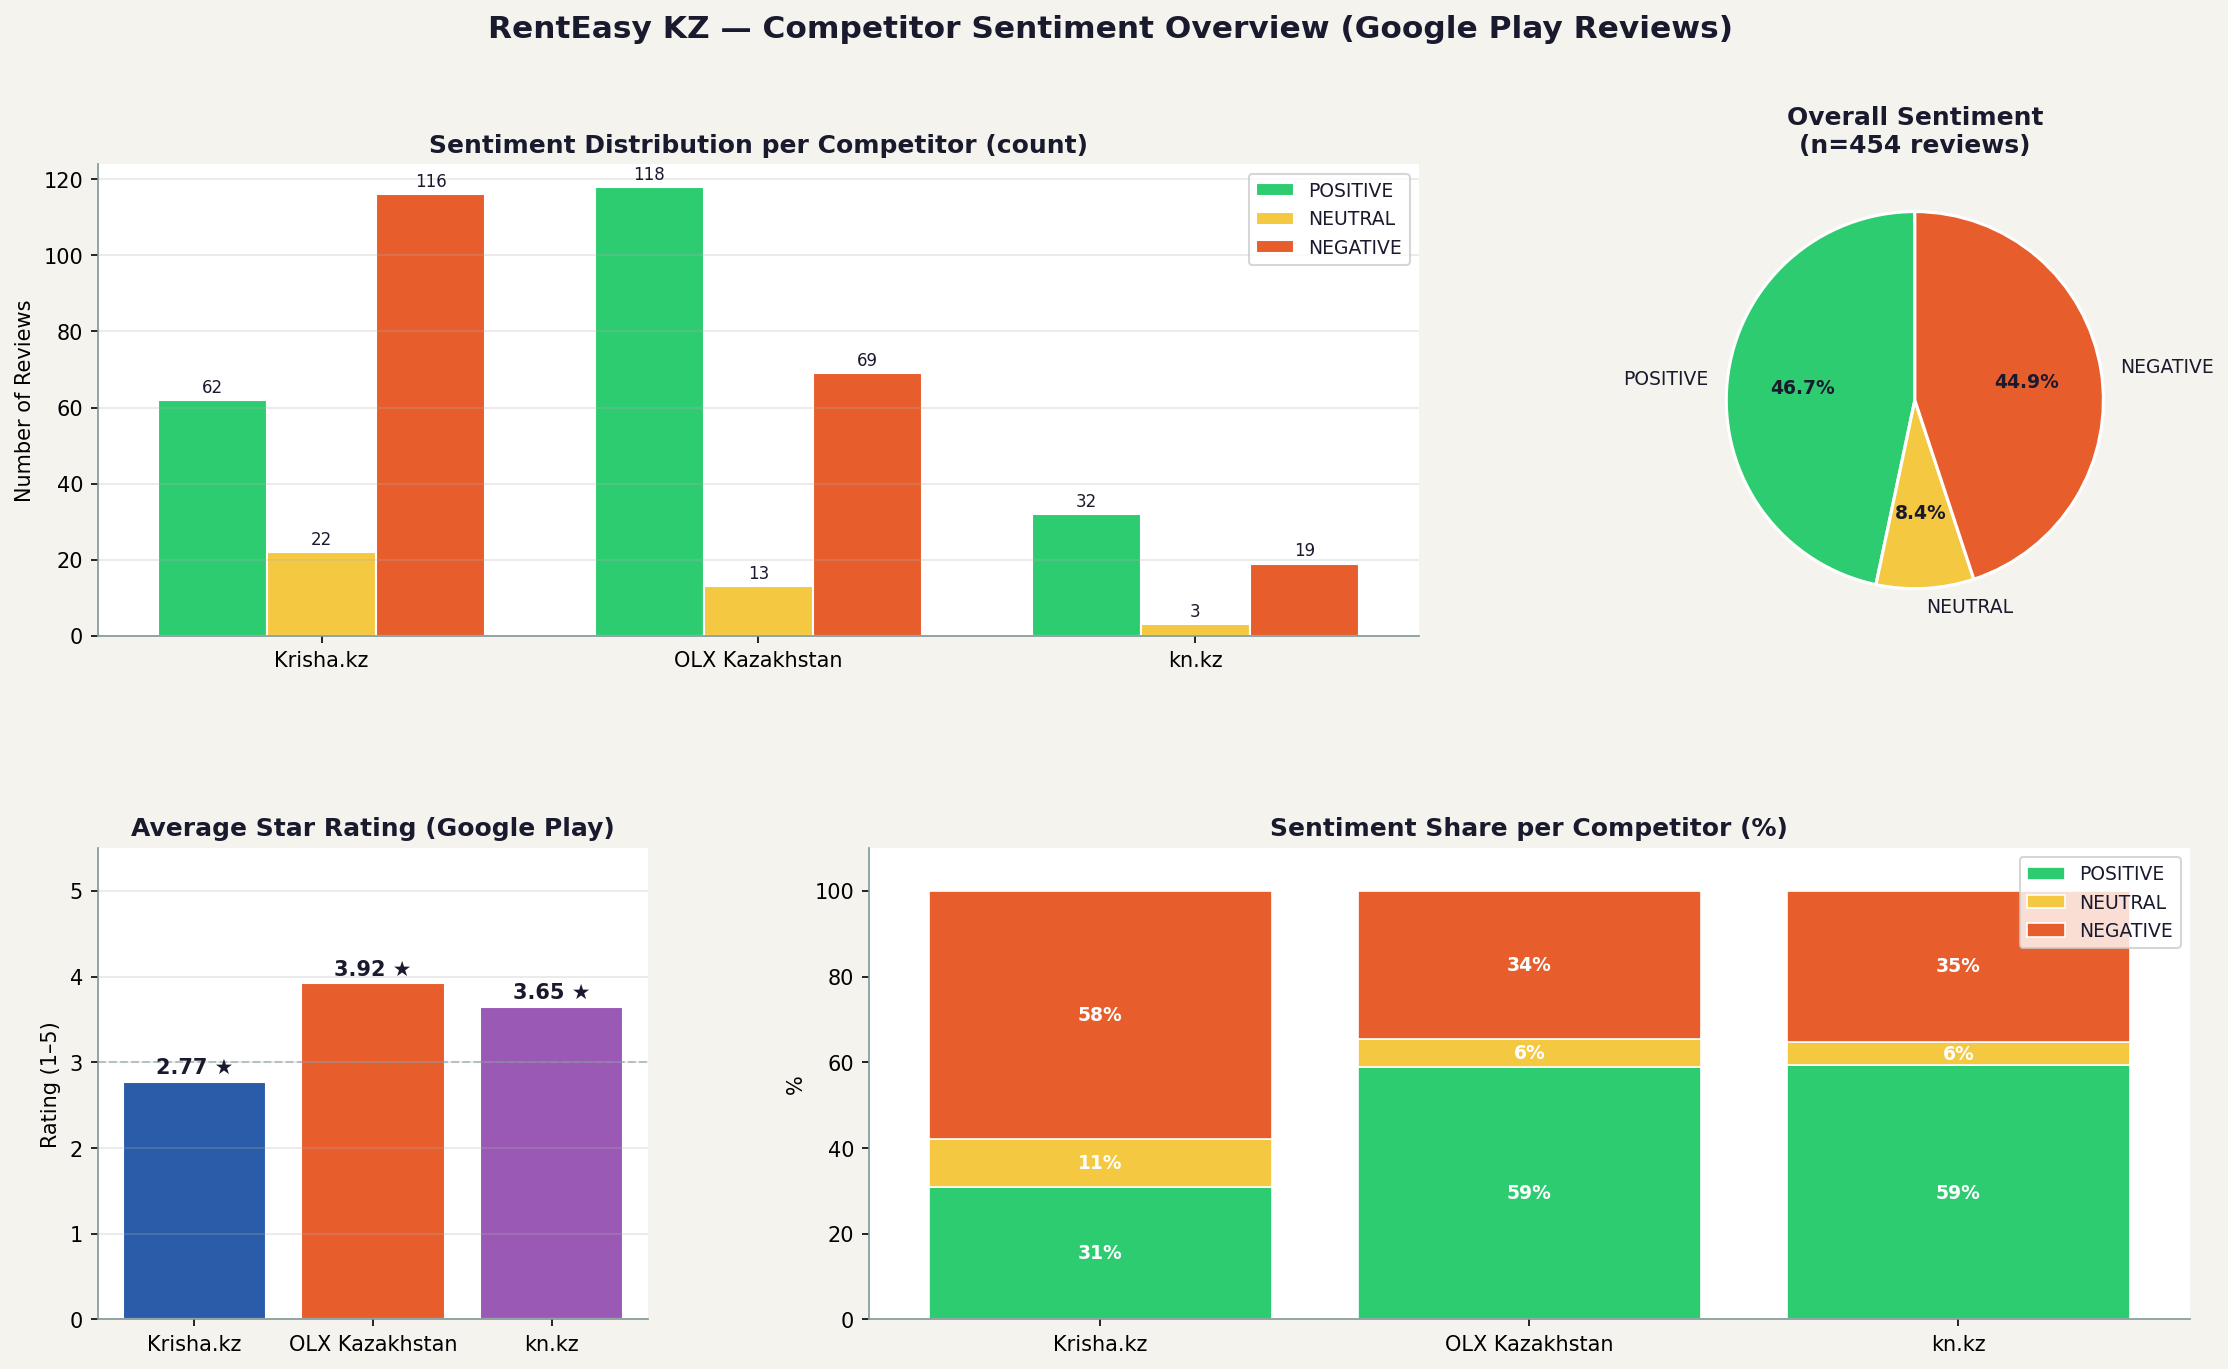 RentEasy KZ — Competitor Sentiment Overview (Google Play Reviews)
Sentiment Distribution per Competitor (count)
Number of Reviews
120
100
80
60
40
20
0
62
22
116
118
13
69
32
3
19
POSITIVE
NEUTRAL
NEGATIVE
Krisha.kz
OLX Kazakhstan
kn.kz
Overall Sentiment
(n=454 reviews)
POSITIVE
46.7%
8.4%
NEUTRAL
44.9%
NEGATIVE
Average Star Rating (Google Play)
Rating (1–5)
5
4
3
2
1
0
2.77 ★
3.92 ★
3.65 ★
Krisha.kz
OLX Kazakhstan
kn.kz
Sentiment Share per Competitor (%)
%
100
80
60
40
20
0
58%
11%
31%
34%
6%
59%
35%
6%
59%
POSITIVE
NEUTRAL
NEGATIVE
Krisha.kz
OLX Kazakhstan
kn.kz